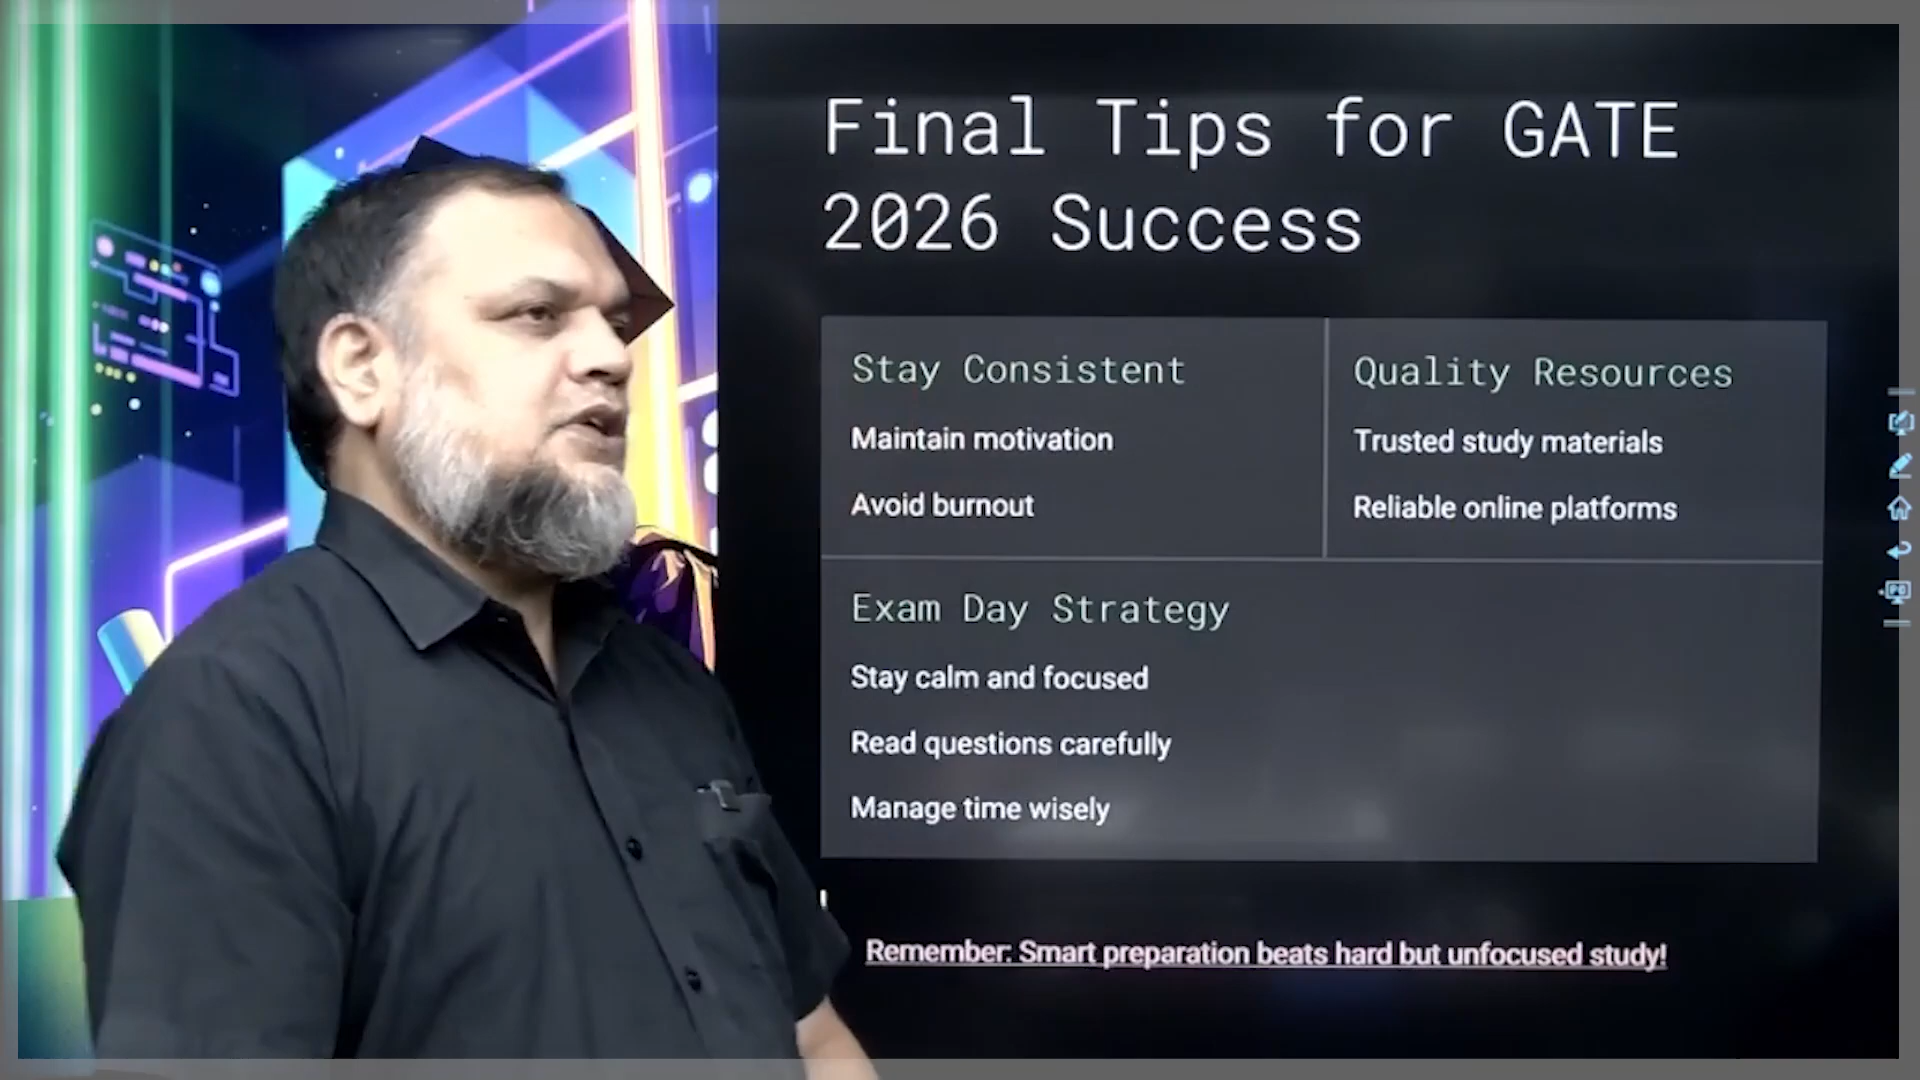 Final Tips for GATE
2026 Success
Stay Consistent
Maintain motivation
Avoid burnout
Quality Resources
Trusted study materials
Reliable online platforms
Exam Day Strategy
Stay calm and focused
Read questions carefully
Manage time wisely
Remember: Smart preparation beats hard but unfocused study!
PC